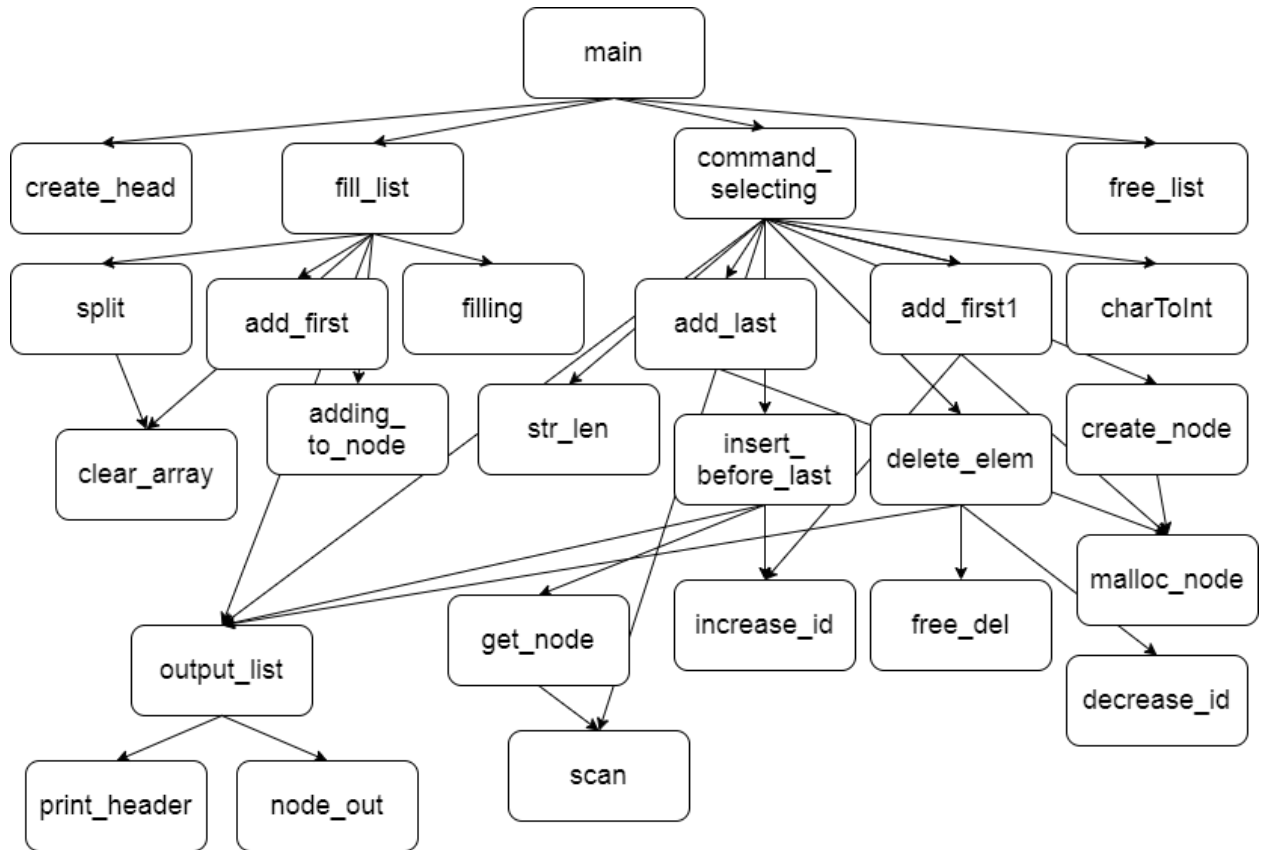 main
create_head
fill_list
command_
selecting
free_list
split
add_first
filling
add_last
add_first1
charToInt
clear_array
adding_
to_node
str_len
insert_
before_last
delete_elem
create_node
output_list
get_node
increase_id
free_del
malloc_node
decrease_id
print_header
node_out
scan